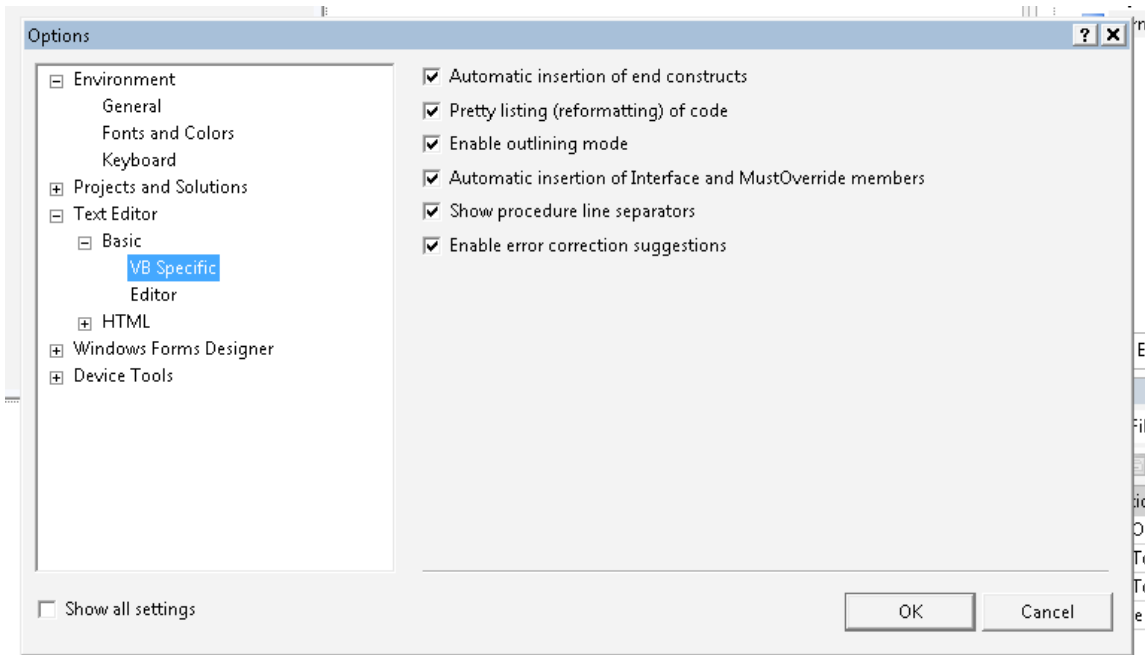 Options
Environment
General
Fonts and Colors
Keyboard
Projects and Solutions
Text Editor
Basic
VB Specific
Editor
HTML
Windows Forms Designer
Device Tools
Automatic insertion of end constructs
Pretty listing (reformatting) of code
Enable outlining mode
Automatic insertion of Interface and MustOverride members
Show procedure line separators
Enable error correction suggestions
Show all settings
OK
Cancel